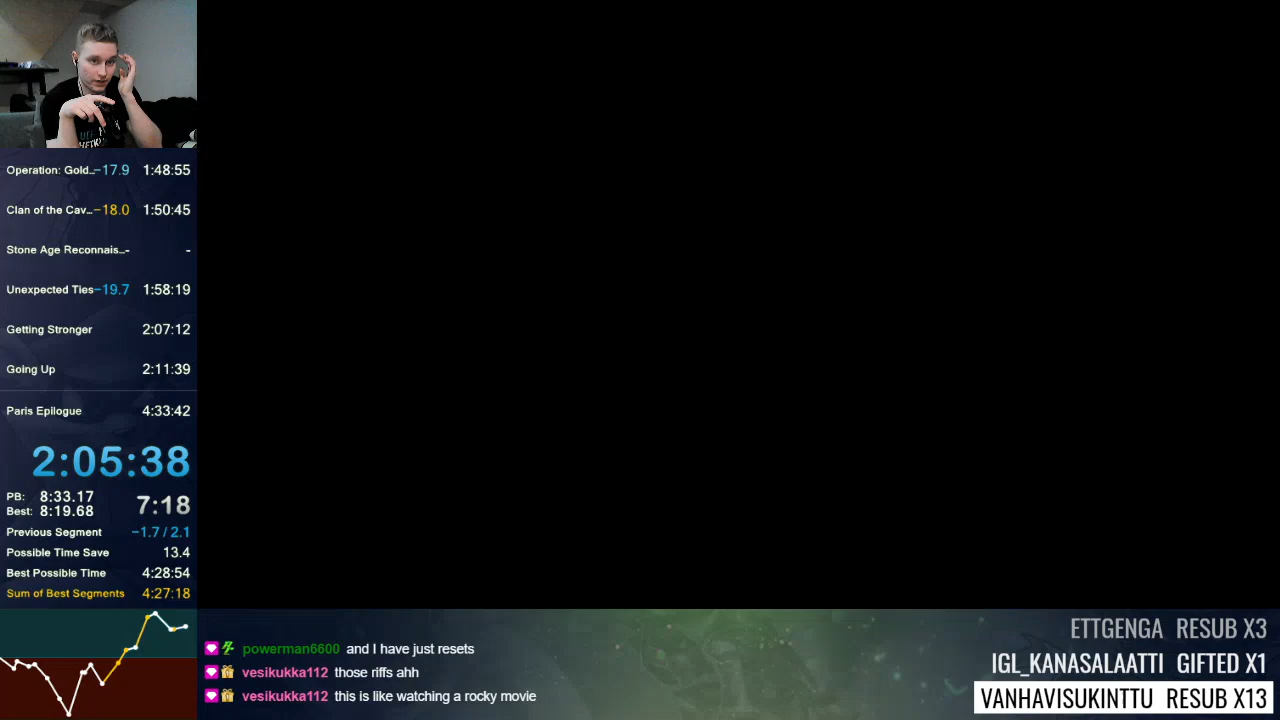 Operation: Gold... −17.9 1:48:55
Clan of the Cav... −18.0 1:50:45
Stone Age Reconnais... - -
Unexpected Ties −19.7 1:58:19
Getting Stronger 2:07:12
Going Up 2:11:39
Paris Epilogue 4:33:42
2:05:38
PB: 8:33.17
Best: 8:19.68
7:18
Previous Segment −1.7 / 2.1
Possible Time Save 13.4
Best Possible Time 4:28:54
Sum of Best Segments 4:27:18
powerman6600 and I have just resets
vesikukka112 those riffs ahh
vesikukka112 this is like watching a rocky movie
ETTGENGA RESUB X3
IGL_KANASALAATTI GIFTED X1
VANHAVISUKINTTU RESUB X13